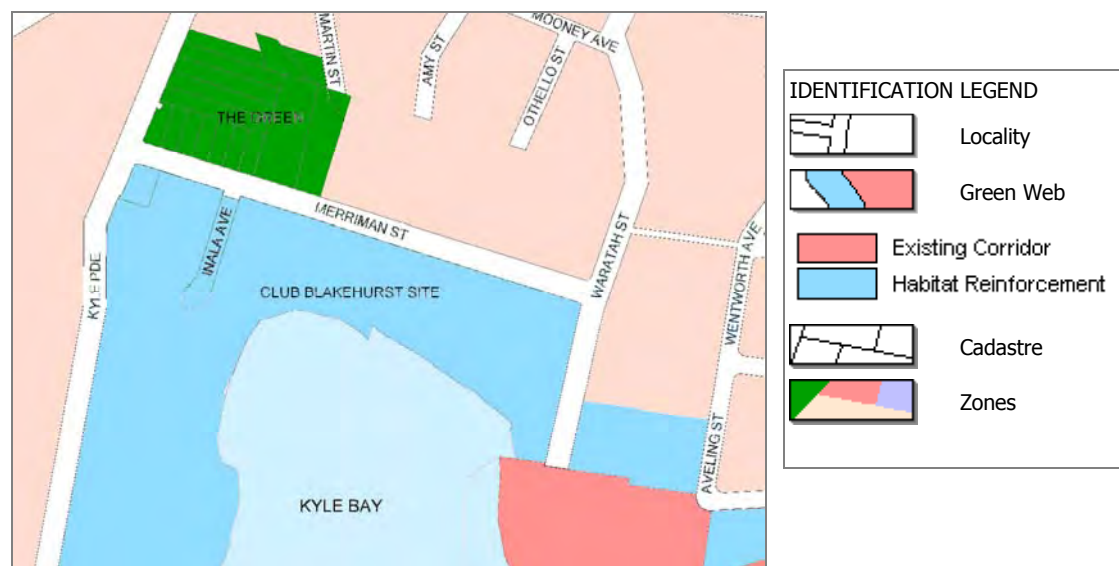 MARTIN ST
MOONEY AVE
AMY ST
OTHELLO ST
THE GREEN
MERRIMAN ST
INALA AVE
WARATAH ST
WENTWORTH AVE
KYLE PDE
CLUB BLAKEHURST SITE
AVELING ST
KYLE BAY
IDENTIFICATION LEGEND
Locality
Green Web
Existing Corridor
Habitat Reinforcement
Cadastre
Zones